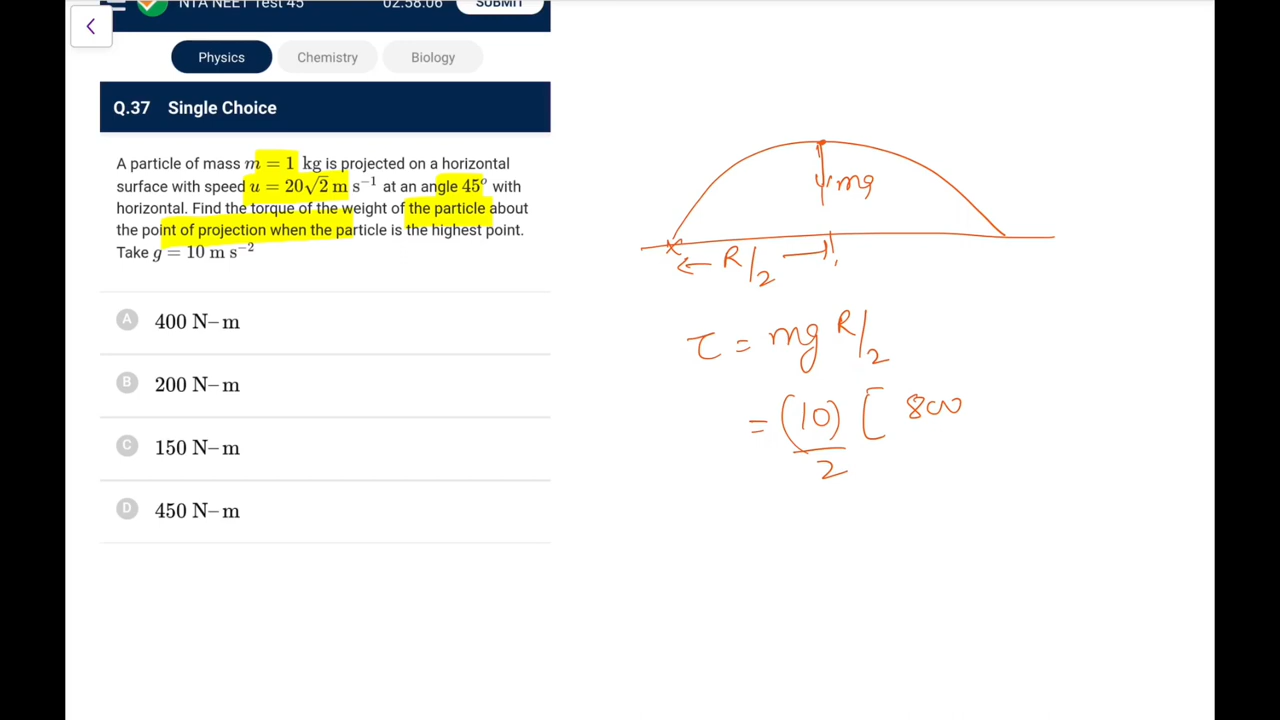 NTA NEET Test 45 02:58:06 SUBMIT
Physics Chemistry Biology
Q.37 Single Choice
A particle of mass m = 1 kg is projected on a horizontal
surface with speed u = 20√2 m s⁻¹ at an angle 45° with
horizontal. Find the torque of the weight of the particle about
the point of projection when the particle is the highest point.
Take g = 10 m s⁻²
A 400 N–m
B 200 N–m
C 150 N–m
D 450 N–m
mg
R/2
τ = mg R/2
= (10)/2 [ 800